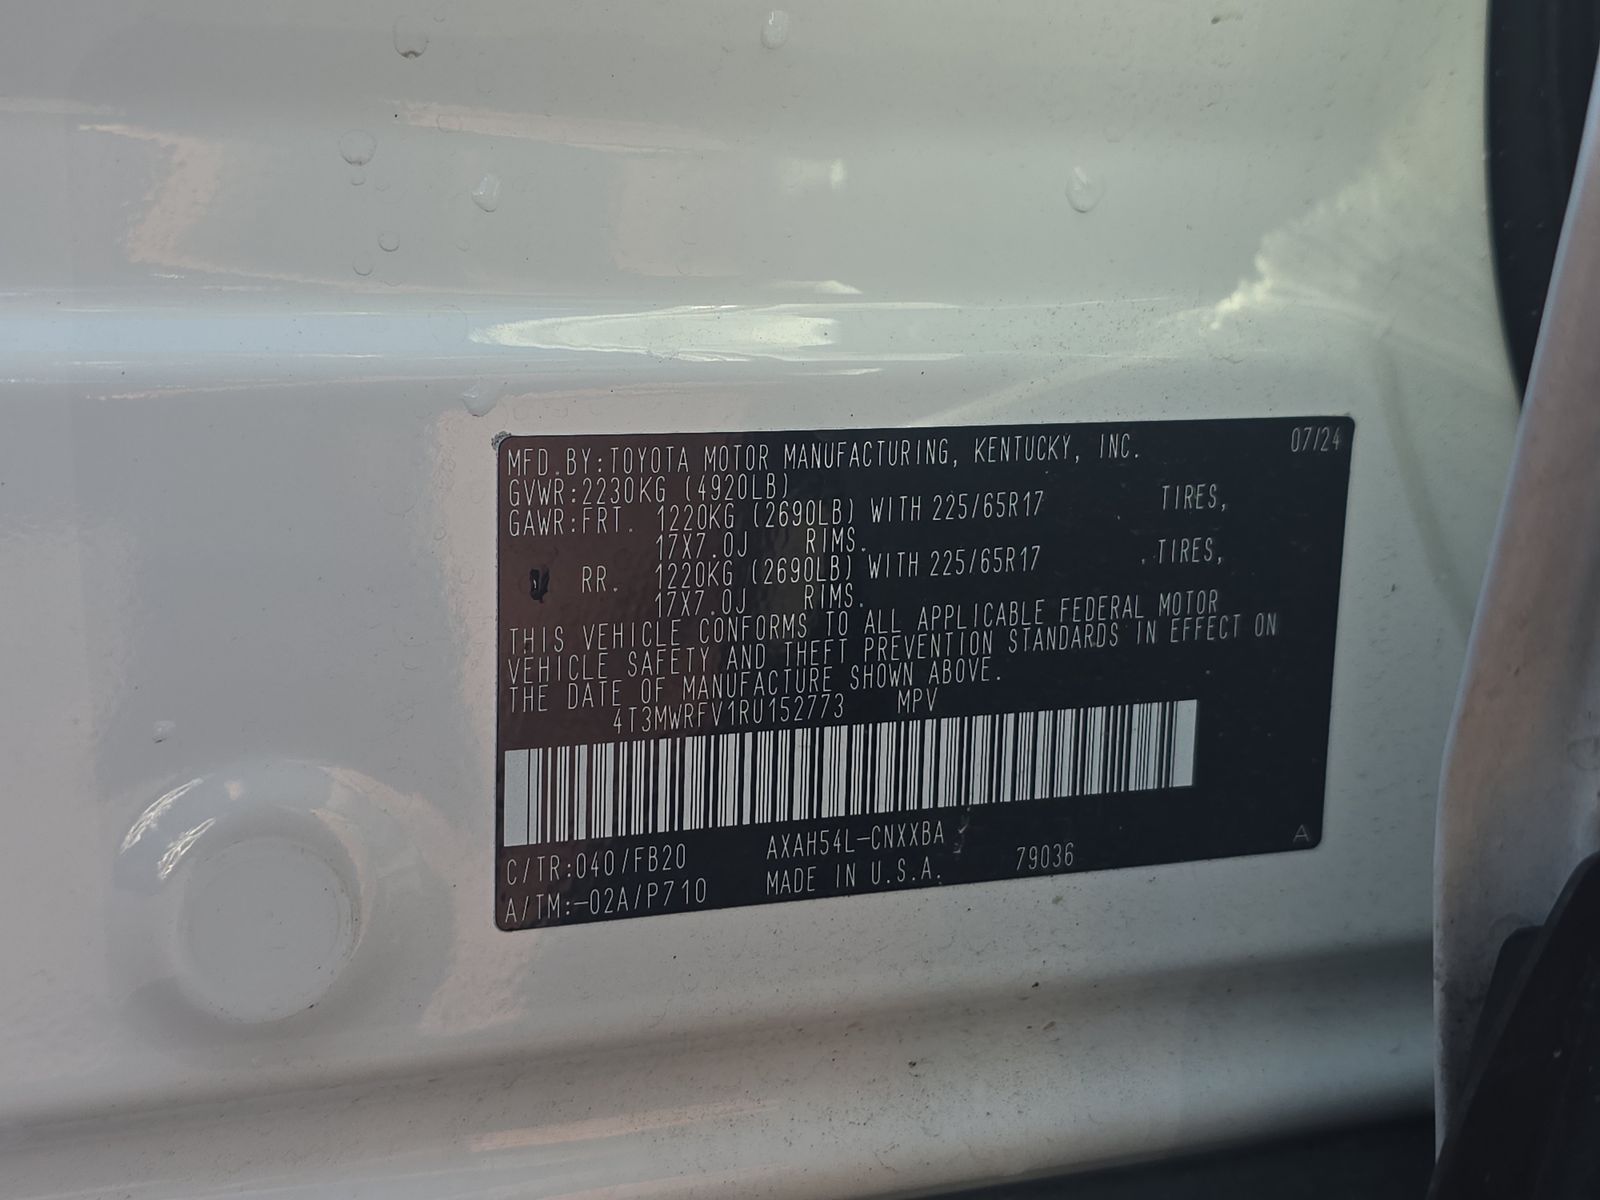 MFD.BY:TOYOTA MOTOR MANUFACTURING, KENTUCKY, INC. 07/24
GVWR:2230KG (4920LB)
GAWR:FRT. 1220KG (2690LB) WITH 225/65R17 TIRES,
17X7.0J RIMS.
RR. 1220KG (2690LB) WITH 225/65R17 TIRES,
17X7.0J RIMS.
THIS VEHICLE CONFORMS TO ALL APPLICABLE FEDERAL MOTOR
VEHICLE SAFETY AND THEFT PREVENTION STANDARDS IN EFFECT ON
THE DATE OF MANUFACTURE SHOWN ABOVE.
4T3MWRFV1RU152773 MPV
C/TR:040/FB20 AXAH54L-CNXXBA A
A/TM:-02A/P710 MADE IN U.S.A. 79036